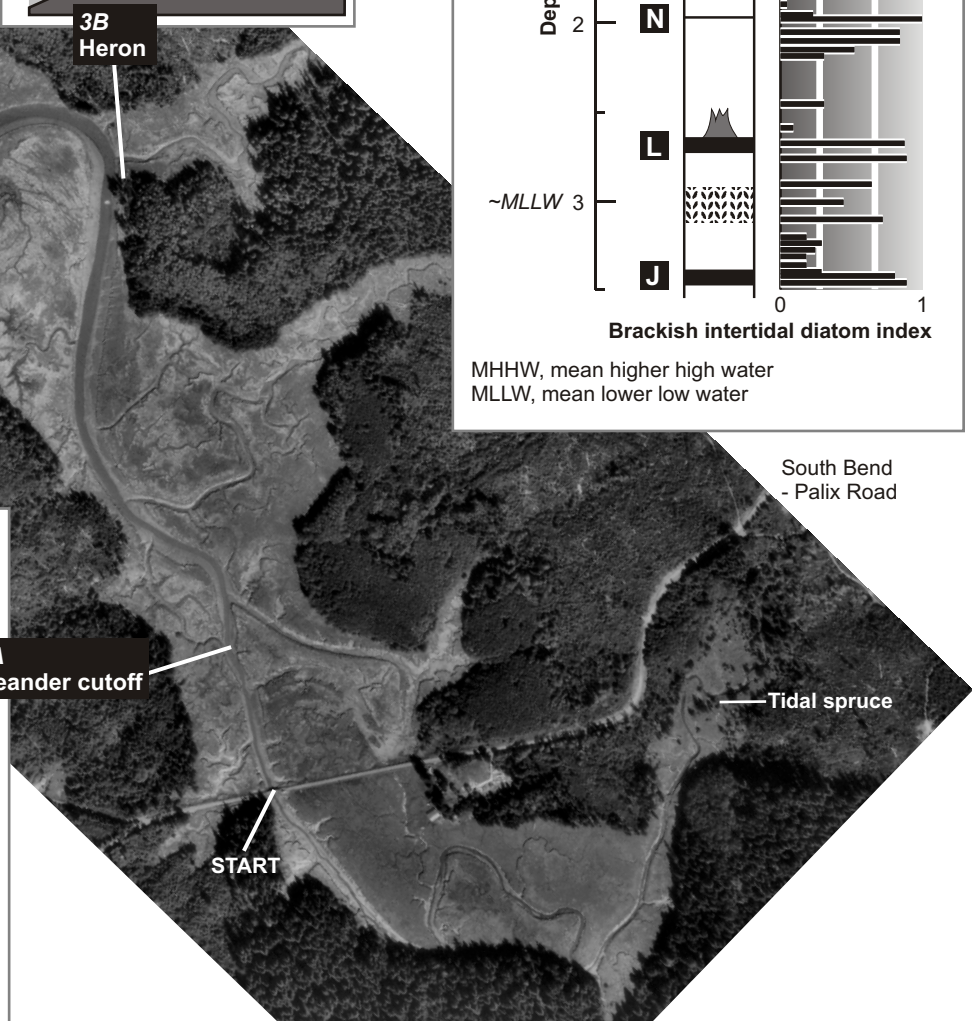 3B
Heron
Dep
2
N
L
~MLLW 3
J
0 1
Brackish intertidal diatom index
MHHW, mean higher high water
MLLW, mean lower low water
South Bend
- Palix Road
eander cutoff
Tidal spruce
START